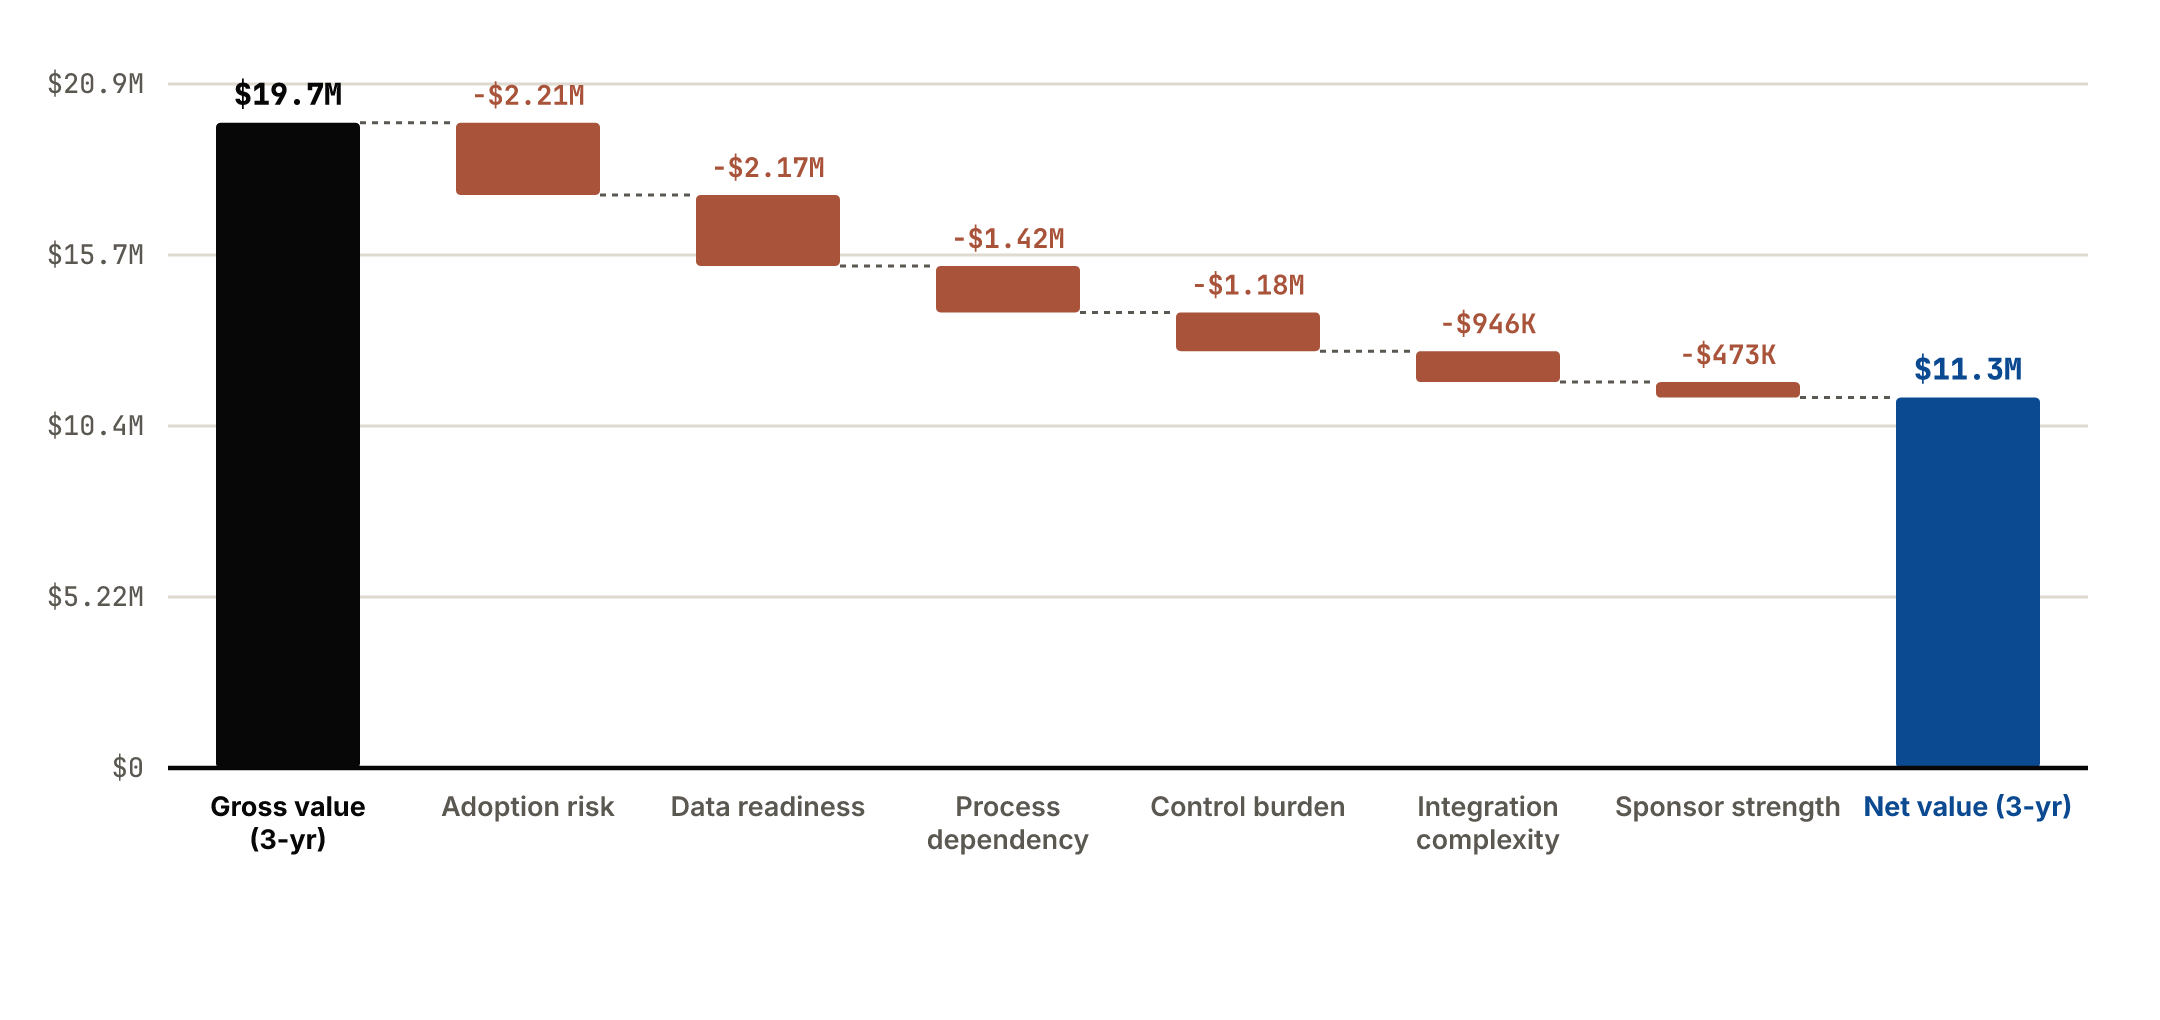 $20.9M
$19.7M
-$2.21M
-$2.17M
$15.7M
-$1.42M
-$1.18M
-$946K
-$473K
$11.3M
$10.4M
$5.22M
$0
Gross value
(3-yr)
Adoption risk
Data readiness
Process
dependency
Control burden
Integration
complexity
Sponsor strength
Net value (3-yr)